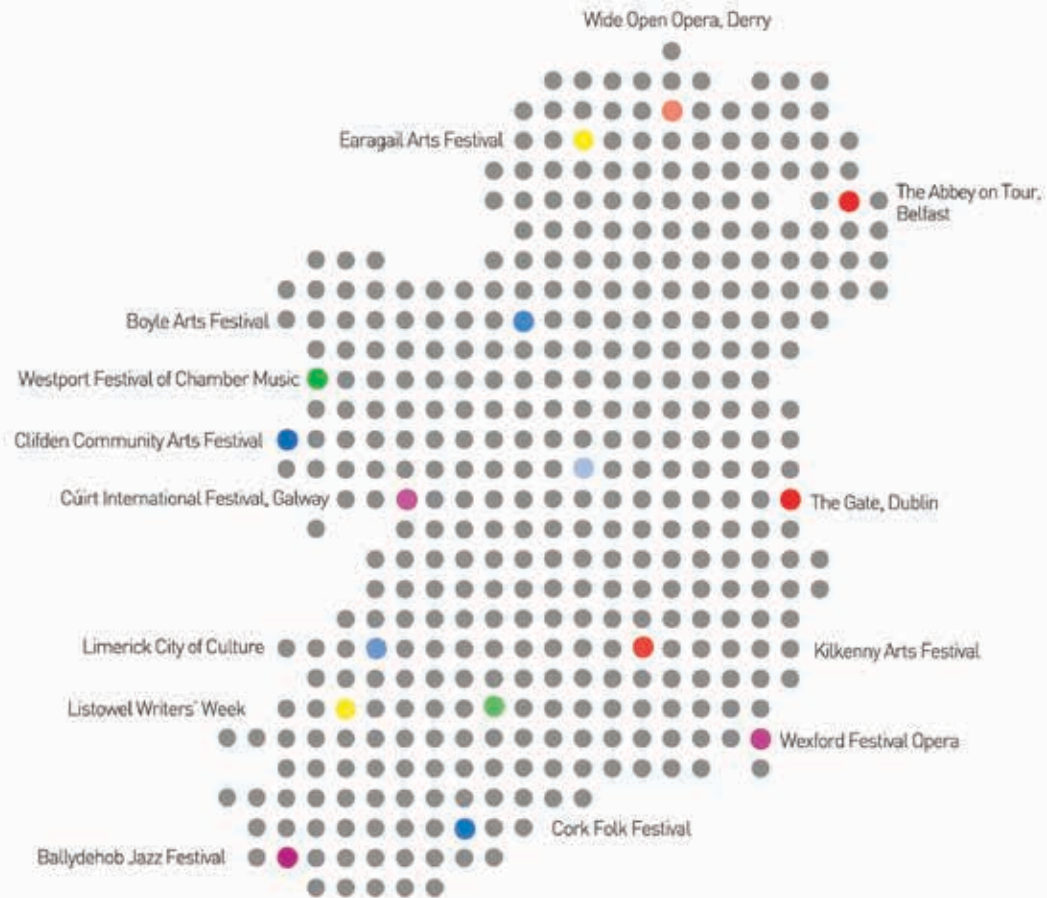 Wide Open Opera, Derry
Earagail Arts Festival
The Abbey on Tour,
Belfast
Boyle Arts Festival
Westport Festival of Chamber Music
Clifden Community Arts Festival
Cúirt International Festival, Galway
The Gate, Dublin
Limerick City of Culture
Kilkenny Arts Festival
Listowel Writers' Week
Wexford Festival Opera
Cork Folk Festival
Ballydehob Jazz Festival